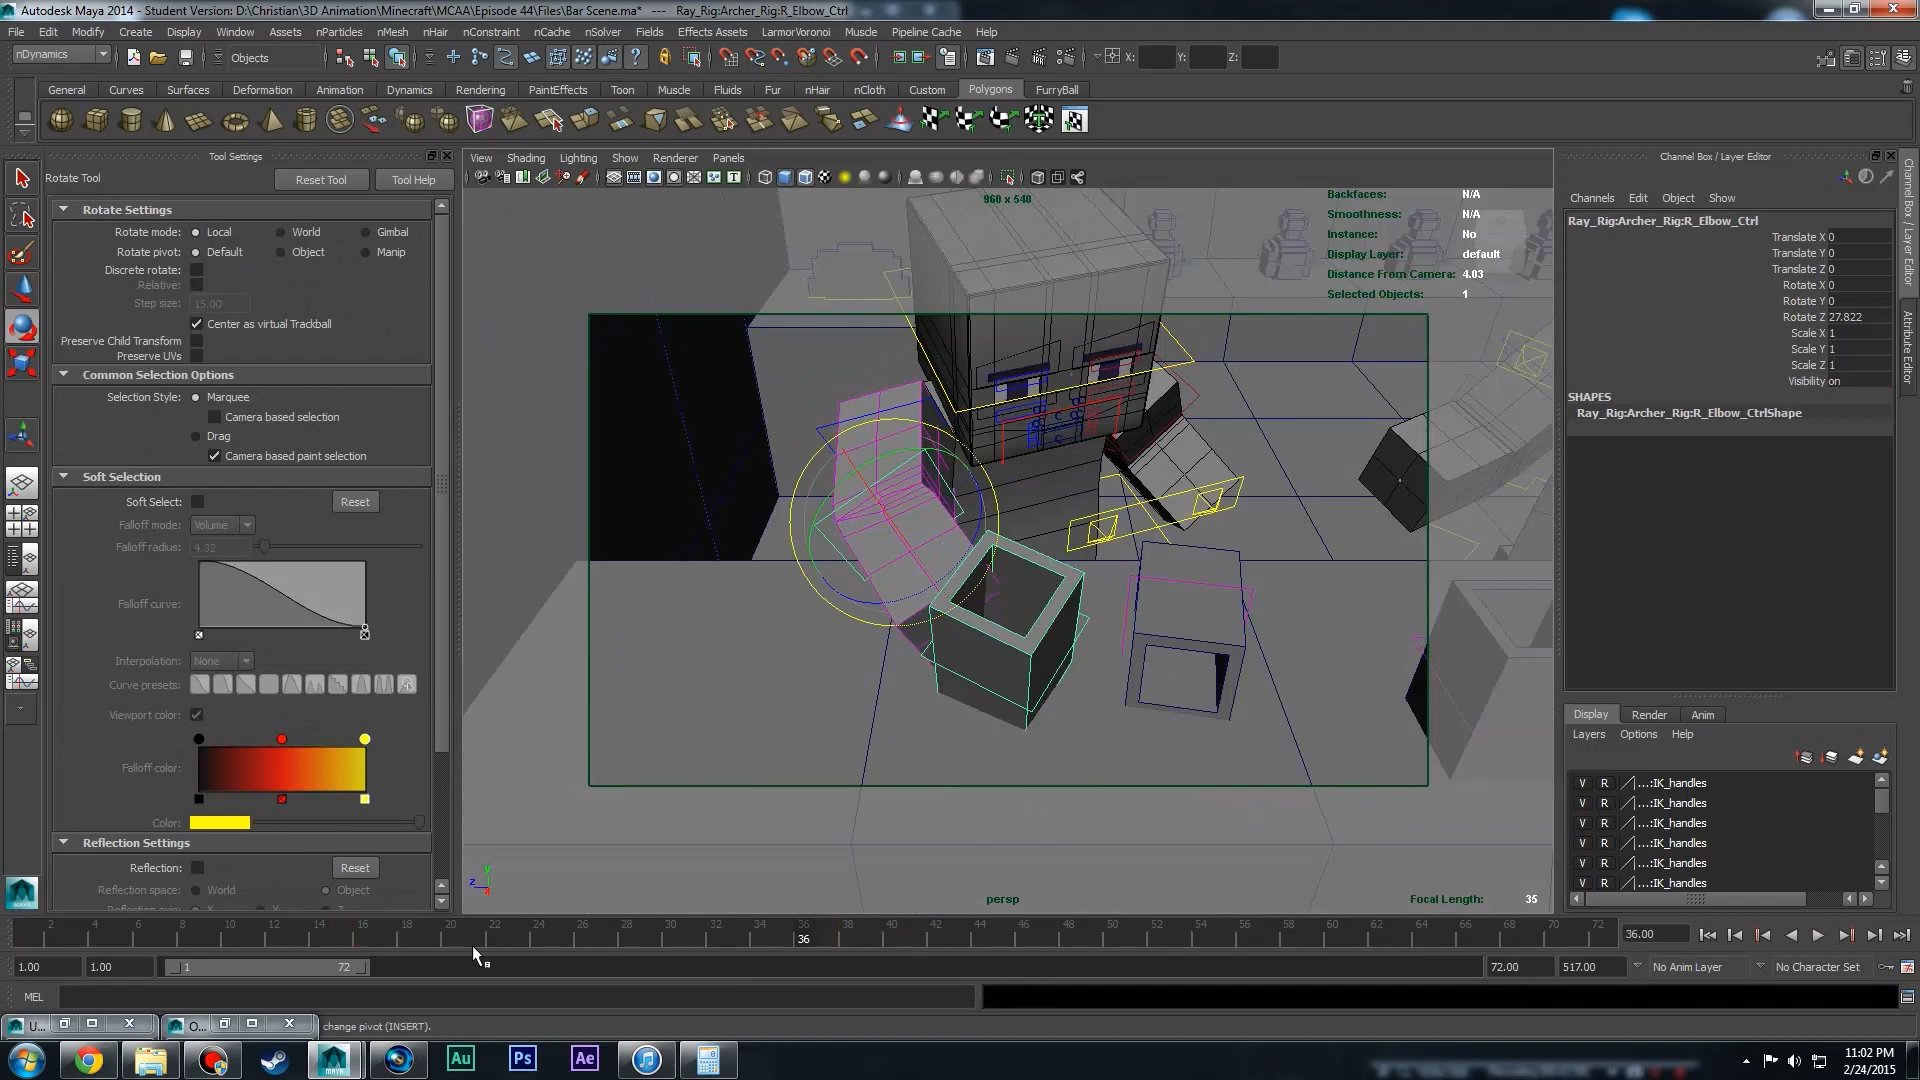 Autodesk Maya 2014 - Student Version: D:\Christian\3D Animation\Minecraft\MCAA\Episode 44\Files\Bar Scene.ma*  ---  Ray_Rig:Archer_Rig:R_Elbow_Ctrl
File Edit Modify Create Display Window Assets nParticles nMesh nHair nConstraint nCache nSolver Fields Effects Assets LarmorVoronoi Muscle Pipeline Cache Help
nDynamics Objects X: Y: Z:
General Curves Surfaces Deformation Animation Dynamics Rendering PaintEffects Toon Muscle Fluids Fur nHair nCloth Custom Polygons FurryBall
Tool Settings
Rotate Tool Reset Tool Tool Help
Rotate Settings
Rotate mode: Local World Gimbal
Rotate pivot: Default Object Manip
Discrete rotate:
Relative:
Step size: 15.00
Center as virtual Trackball
Preserve Child Transform
Preserve UVs
Common Selection Options
Selection Style: Marquee
Camera based selection
Drag
Camera based paint selection
Soft Selection
Soft Select: Reset
Falloff mode: Volume
Falloff radius: 4.32
Falloff curve:
Interpolation: None
Curve presets:
Viewport color:
Falloff color:
Color:
Reflection Settings
Reflection: Reset
Reflection space: World Object
View Shading Lighting Show Renderer Panels
960 x 540
Backfaces: N/A
Smoothness: N/A
Instance: No
Display Layer: default
Distance From Camera: 4.03
Selected Objects: 1
y
z
x
persp
Focal Length: 35
Channel Box / Layer Editor
Channels Edit Object Show
Ray_Rig:Archer_Rig:R_Elbow_Ctrl
Translate X 0
Translate Y 0
Translate Z 0
Rotate X 0
Rotate Y 0
Rotate Z 27.822
Scale X 1
Scale Y 1
Scale Z 1
Visibility on
SHAPES
Ray_Rig:Archer_Rig:R_Elbow_CtrlShape
Channel Box / Layer Editor
Attribute Editor
Display Render Anim
Layers Options Help
V R ...:IK_handles
V R ...:IK_handles
V R ...:IK_handles
V R ...:IK_handles
V R ...:IK_handles
V R ...:IK_handles
2 4 6 8 10 12 14 16 18 20 22 24 26 28 30 32 34 36 38 40 42 44 46 48 50 52 54 56 58 60 62 64 66 68 70 72
36
36.00
1.00 1.00 1 72 72.00 517.00 No Anim Layer No Character Set
MEL
U... O... change pivot (INSERT).
MAYA Au Ps Ae
11:02 PM
2/24/2015